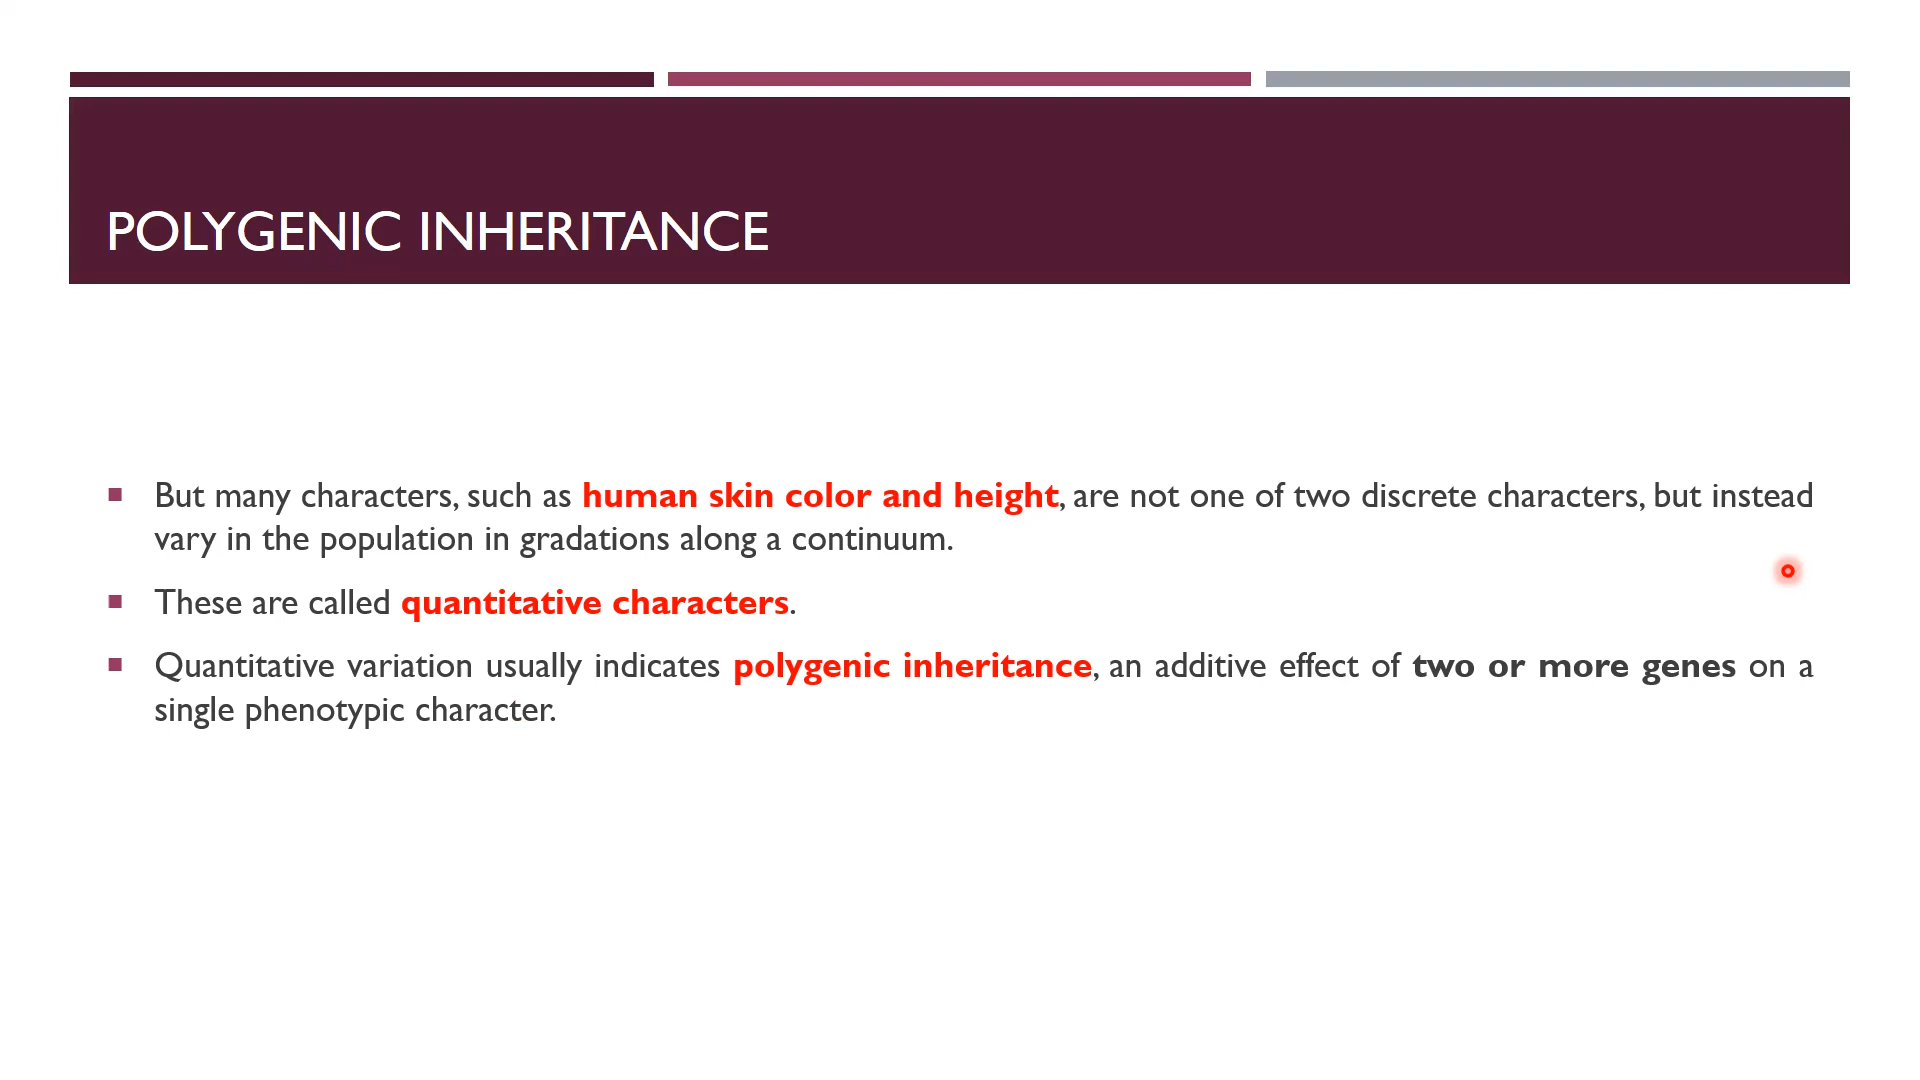 POLYGENIC INHERITANCE
But many characters, such as human skin color and height, are not one of two discrete characters, but instead
vary in the population in gradations along a continuum.
These are called quantitative characters.
Quantitative variation usually indicates polygenic inheritance, an additive effect of two or more genes on a
single phenotypic character.